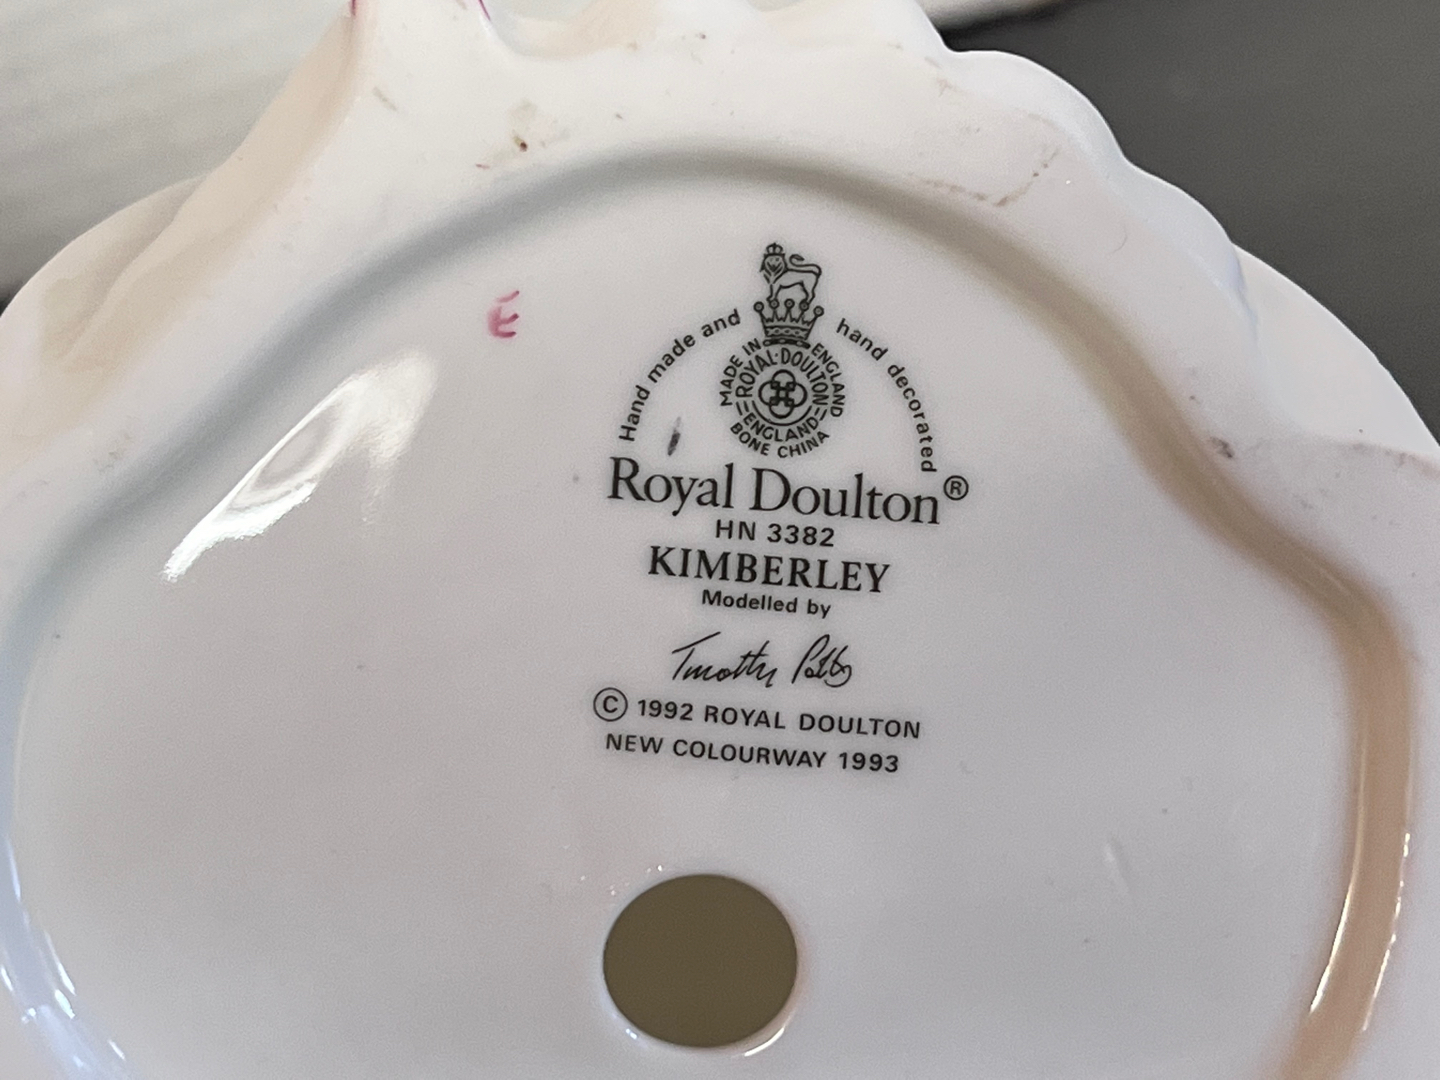 Hand made and hand decorated
MADE IN ENGLAND
ROYAL·DOULTON
ENGLAND
BONE CHINA
Royal Doulton®
HN 3382
KIMBERLEY
Modelled by
Timothy Potts
© 1992 ROYAL DOULTON
NEW COLOURWAY 1993
E